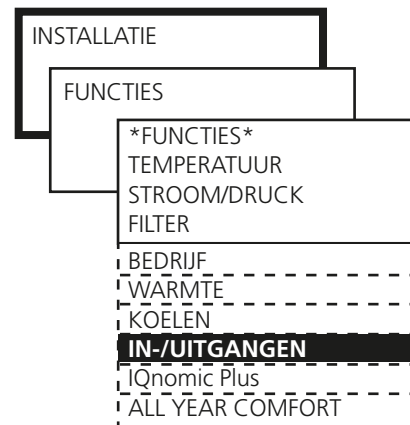 INSTALLATIE
FUNCTIES
*FUNCTIES*
TEMPERATUUR
STROOM/DRUCK
FILTER
BEDRIJF
WARMTE
KOELEN
IN-/UITGANGEN
IQnomic Plus
ALL YEAR COMFORT